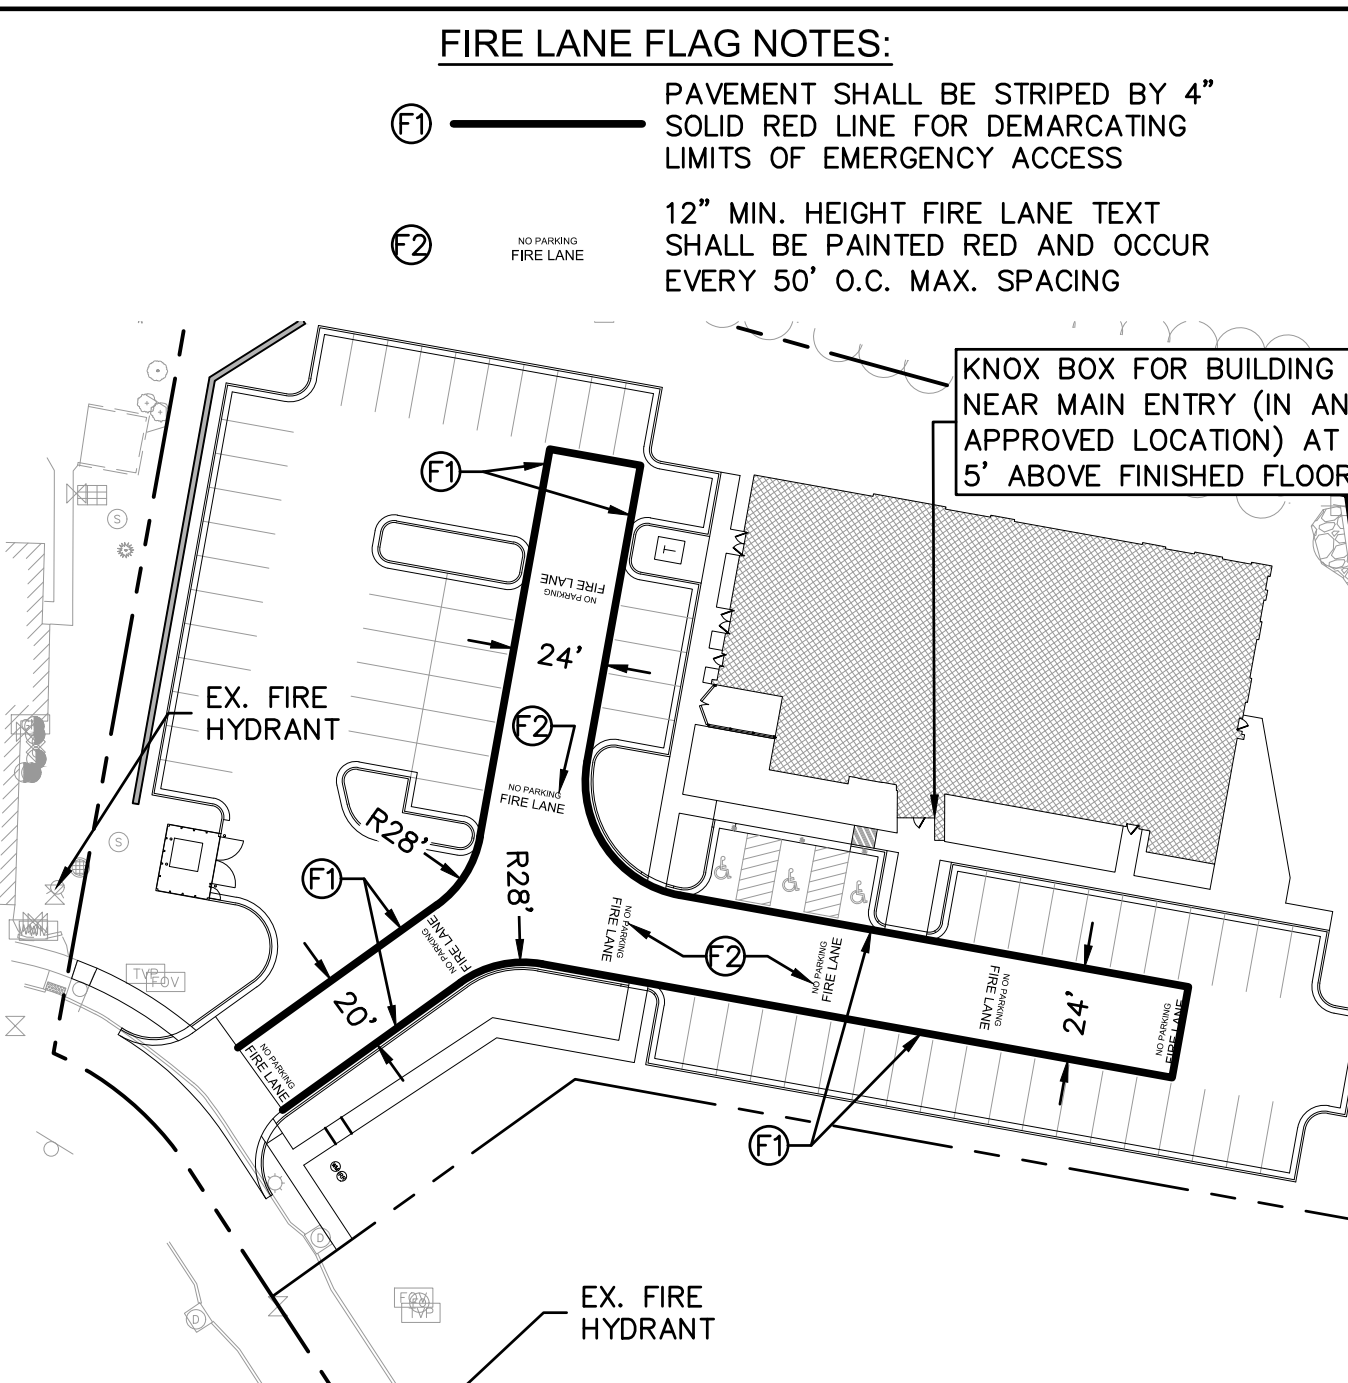 FIRE LANE FLAG NOTES:
F1
PAVEMENT SHALL BE STRIPED BY 4"
SOLID RED LINE FOR DEMARCATING
LIMITS OF EMERGENCY ACCESS
F2
NO PARKING
FIRE LANE
12" MIN. HEIGHT FIRE LANE TEXT
SHALL BE PAINTED RED AND OCCUR
EVERY 50' O.C. MAX. SPACING
KNOX BOX FOR BUILDING
NEAR MAIN ENTRY (IN AN
APPROVED LOCATION) AT
5' ABOVE FINISHED FLOOR
F1
S
T
NO PARKING
FIRE LANE
24'
EX. FIRE
HYDRANT
F2
NO PARKING
FIRE LANE
R28'
S
F1
R28'
NO PARKING
FIRE LANE
NO PARKING
FIRE LANE
F2
NO PARKING
FIRE LANE
NO PARKING
FIRE LANE
24'
NO PARKING
FIRE LANE
TVP
FOV
20'
NO PARKING
FIRE LANE
F1
D
D
EX. FIRE
HYDRANT